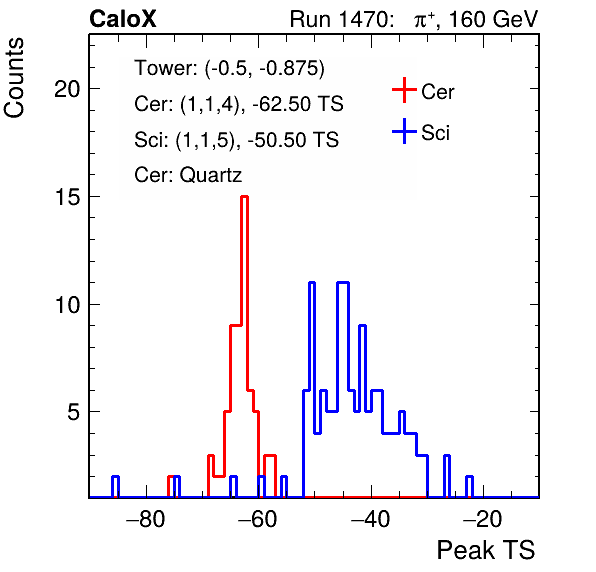 CaloX Run 1470: π⁺, 160 GeV
Counts
Tower: (-0.5, -0.875)
Cer: (1,1,4), -62.50 TS
Sci: (1,1,5), -50.50 TS
Cer: Quartz
Cer
Sci
20
15
10
5
−80 −60 −40 −20
Peak TS